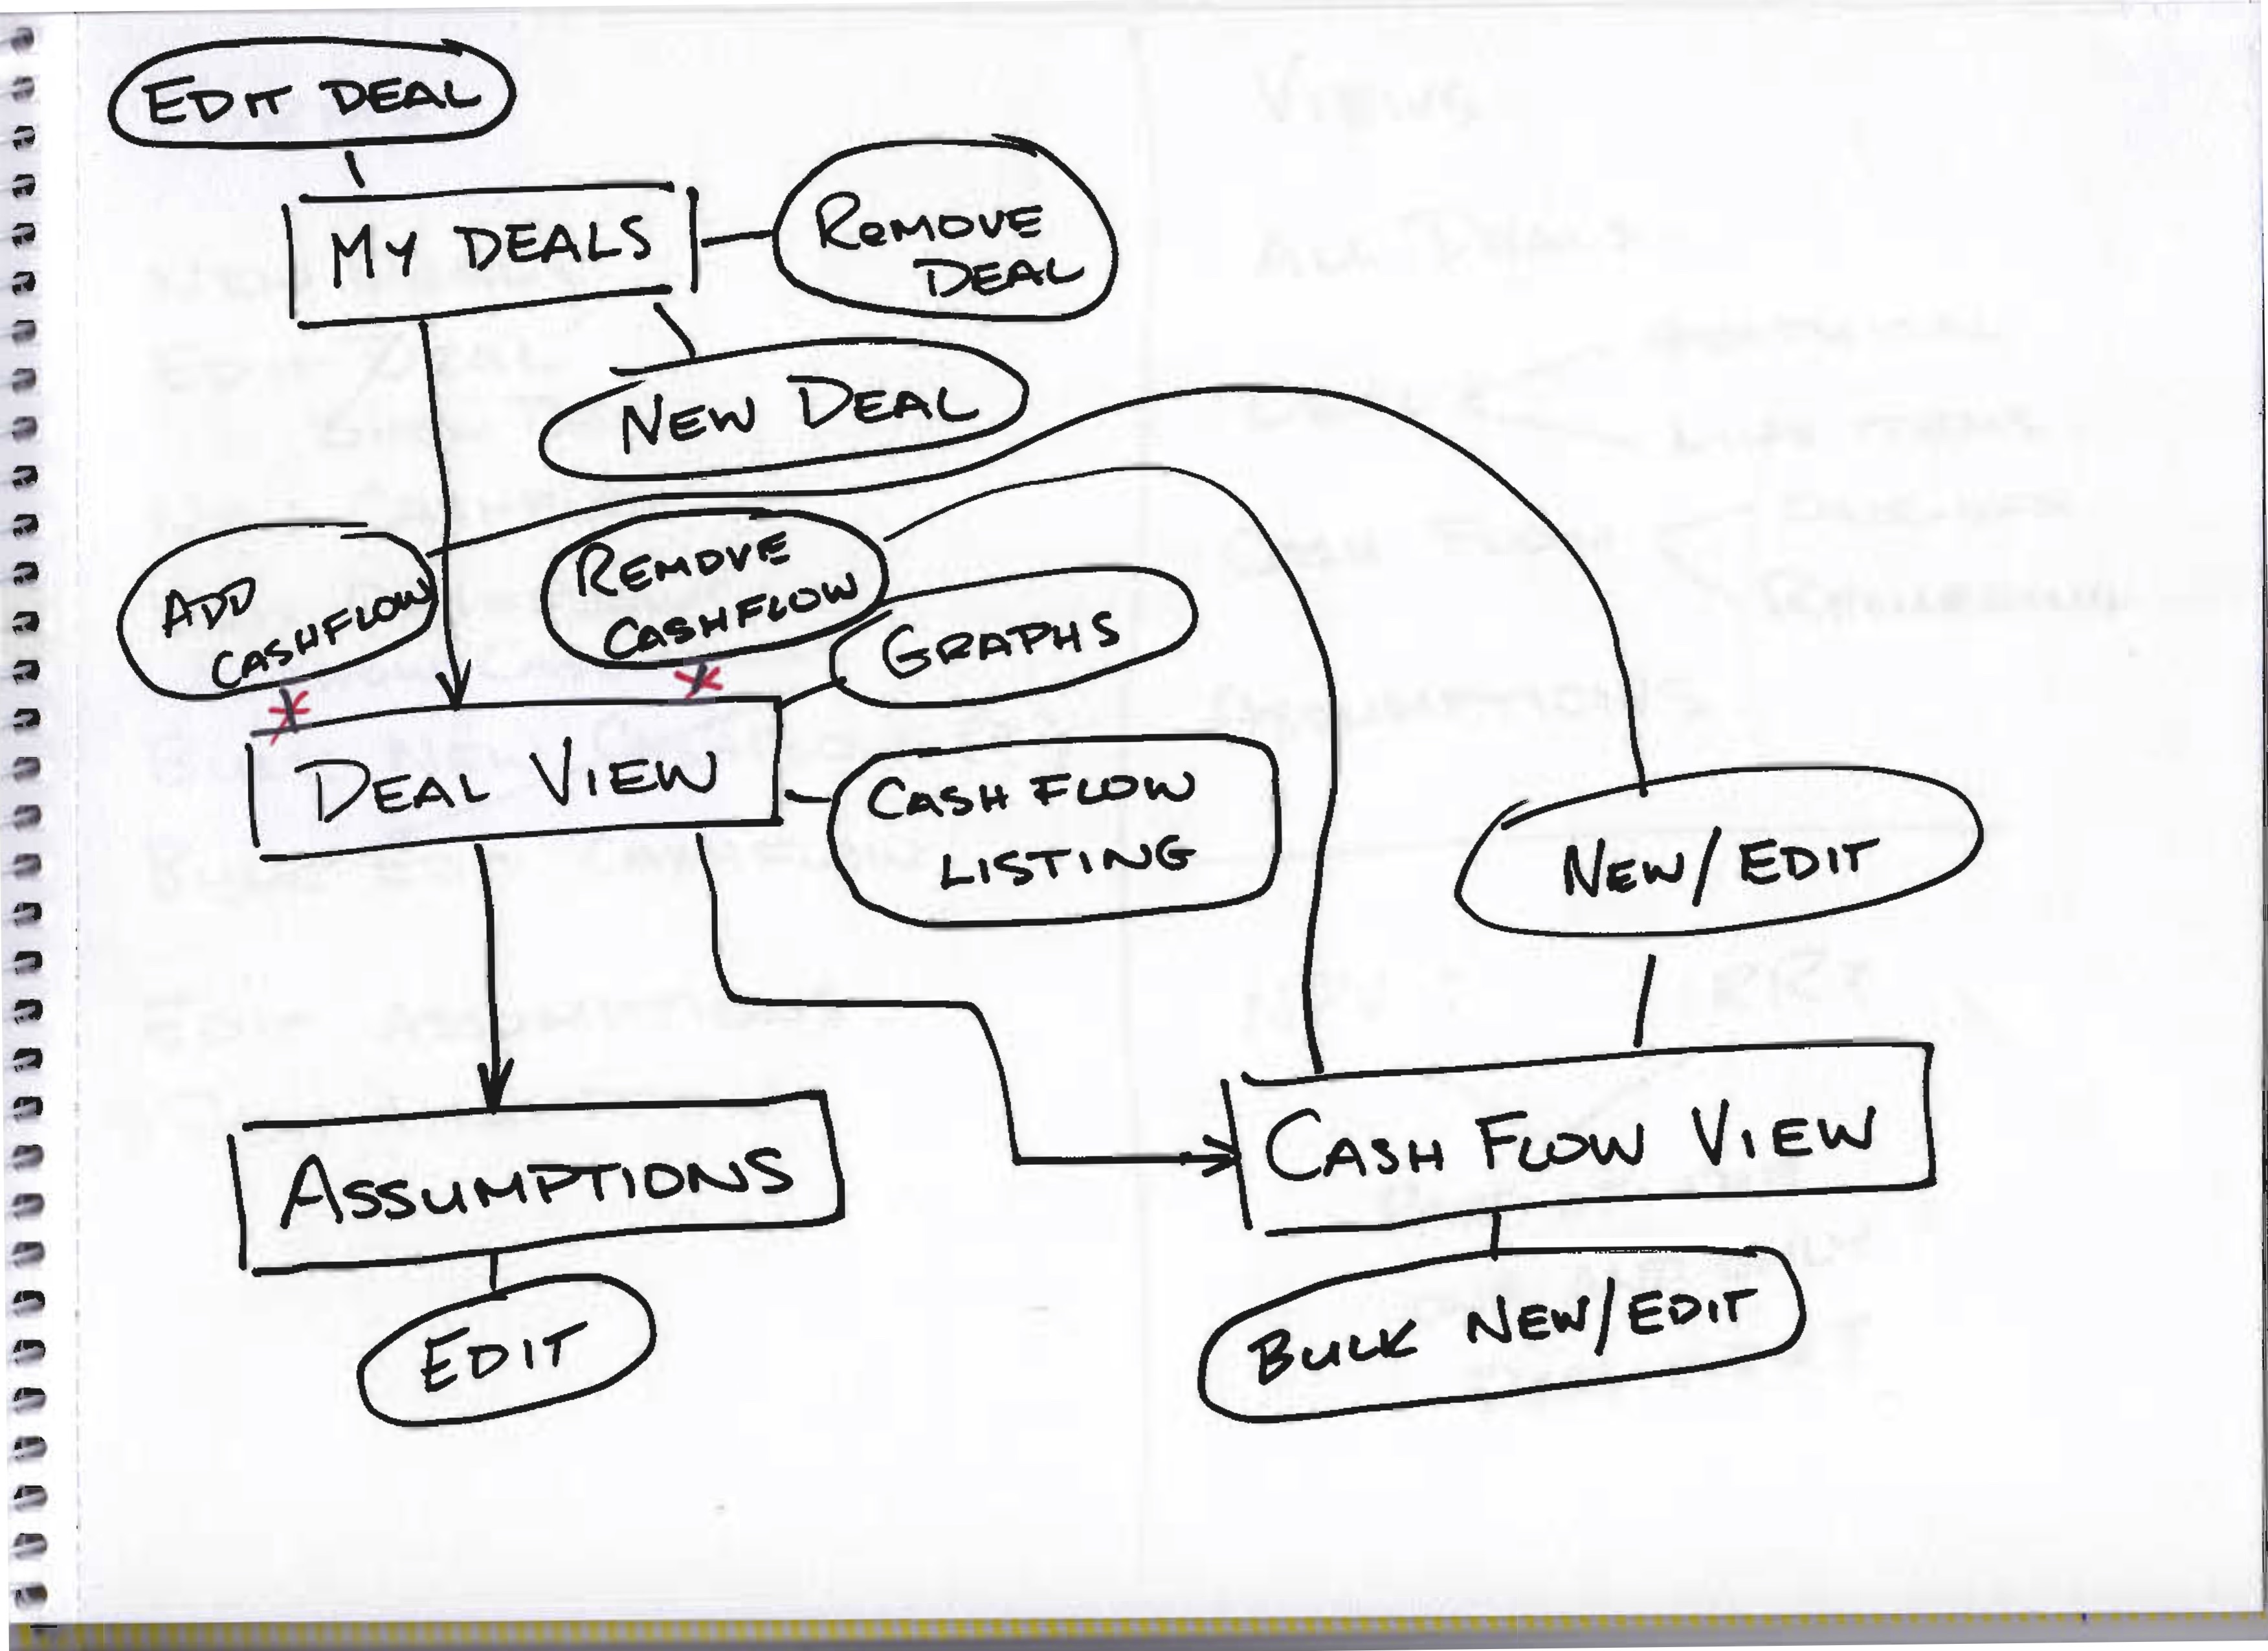 EDIT DEAL
MY DEALS
REMOVE
DEAL
NEW DEAL
ADD
CASHFLOW
REMOVE
CASHFLOW
GRAPHS
DEAL VIEW
CASH FLOW
LISTING
NEW/EDIT
ASSUMPTIONS
CASH FLOW VIEW
EDIT
BULK NEW/EDIT
VIEWS